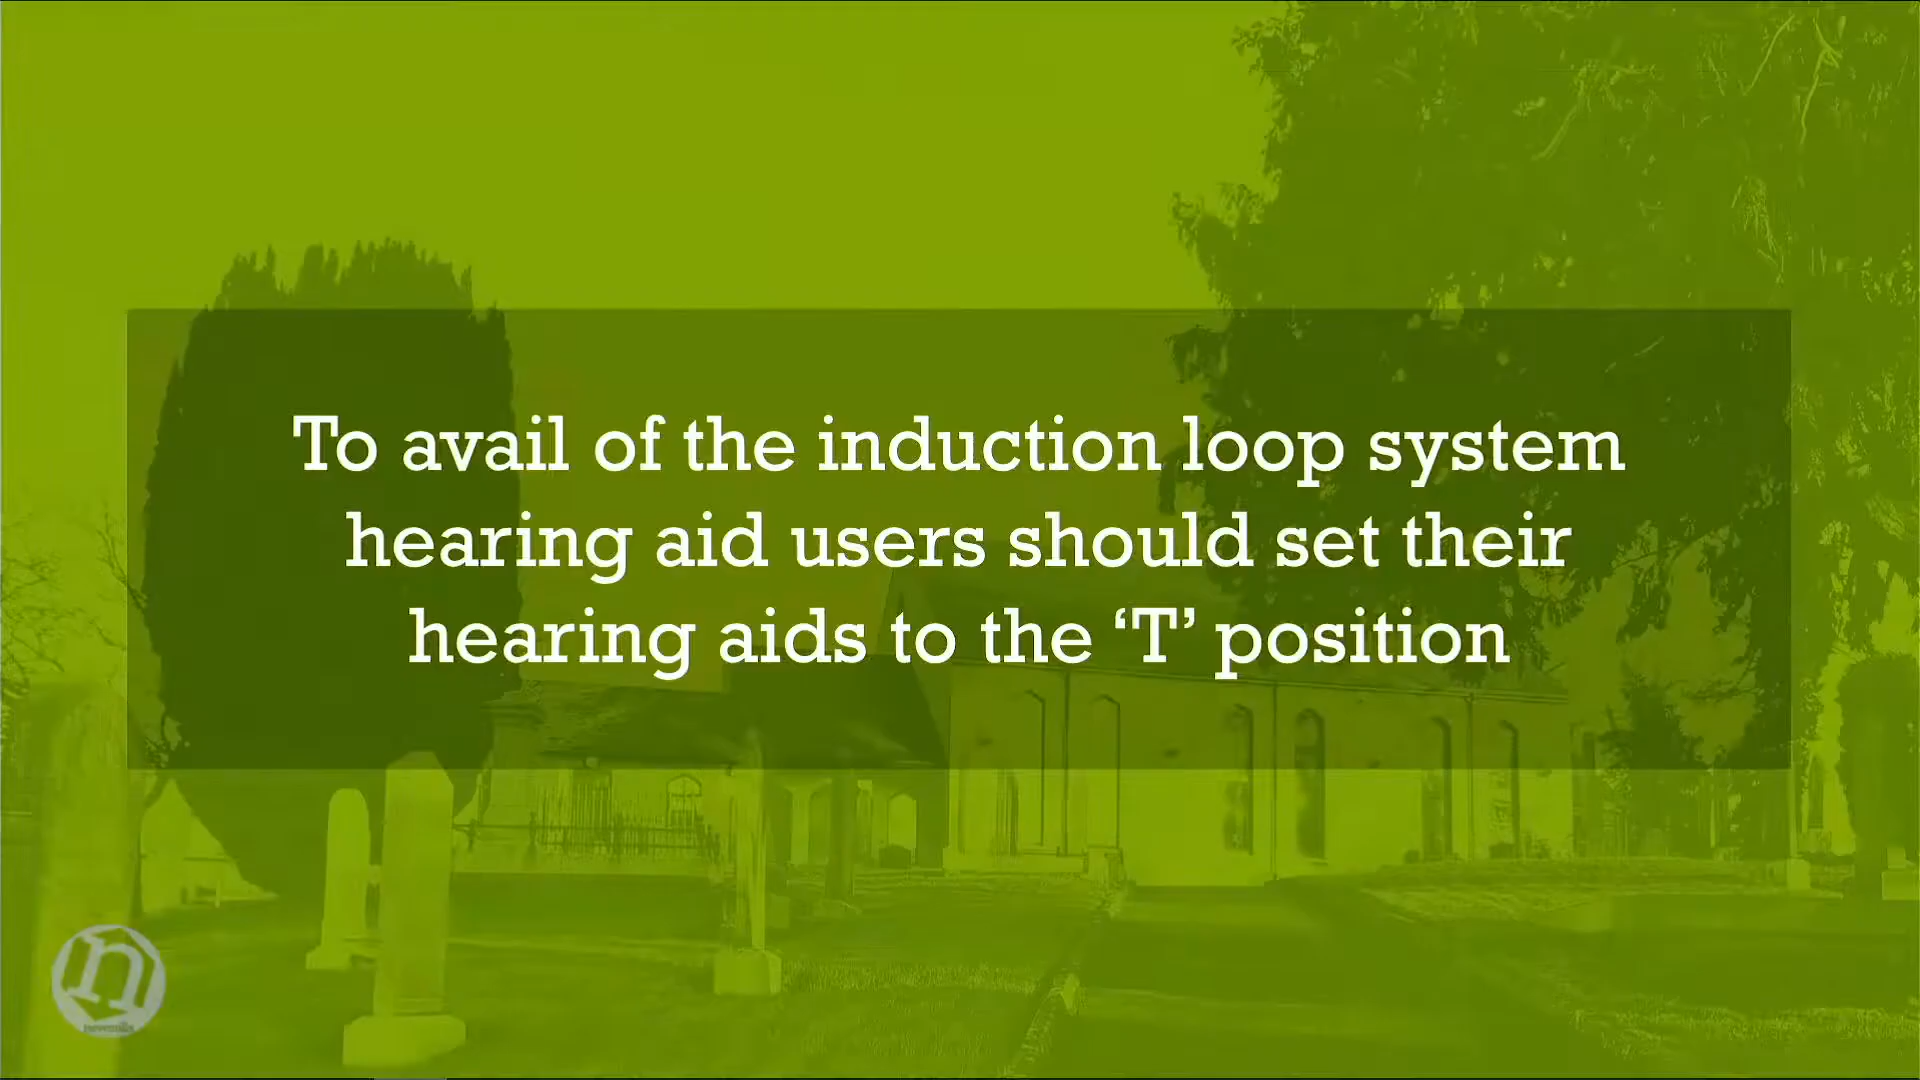 To avail of the induction loop system
hearing aid users should set their
hearing aids to the ‘T’ position
n